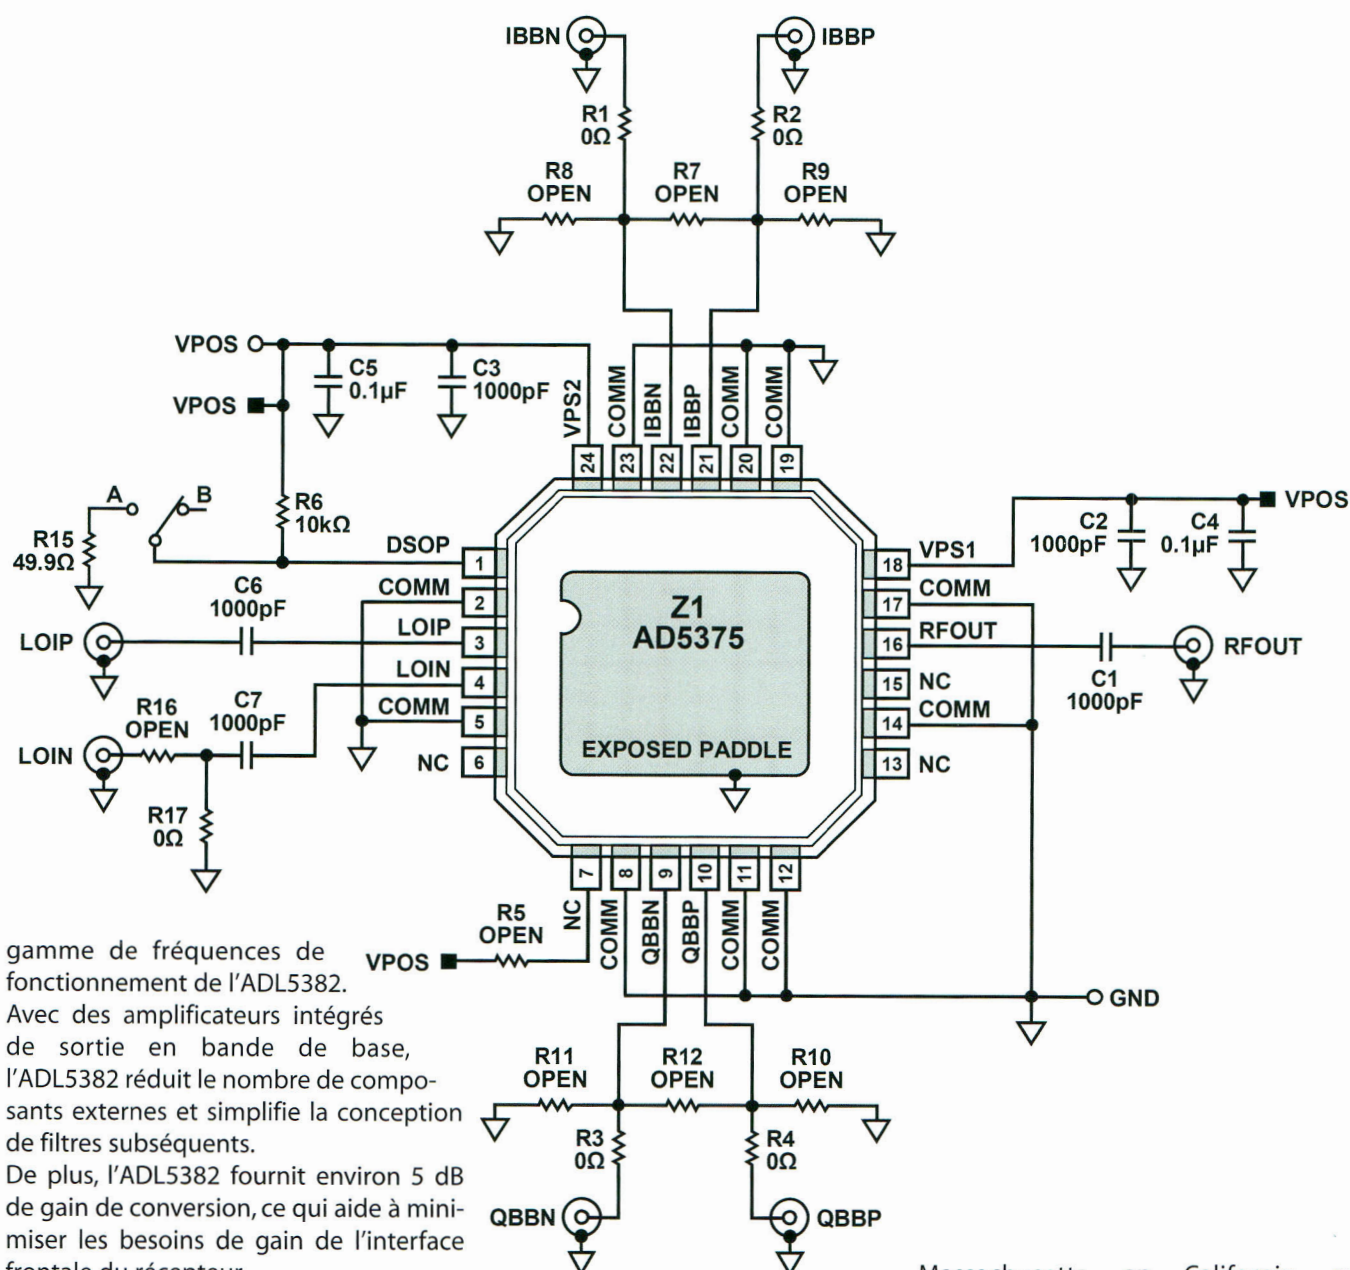 IBBN
IBBP
R1
0Ω
R2
0Ω
R8
OPEN
R7
OPEN
R9
OPEN
VPOS
C5
0.1µF
C3
1000pF
VPOS
VPS2
COMM
IBBN
IBBP
COMM
COMM
24
23
22
21
20
19
A
B
R6
10kΩ
R15
49.9Ω
DSOP
1
C6
1000pF
COMM
2
LOIP
LOIP
3
LOIN
4
R16
OPEN
C7
1000pF
COMM
5
LOIN
NC
6
R17
0Ω
Z1
AD5375
EXPOSED PADDLE
VPS1
18
C2
1000pF
C4
0.1µF
VPOS
COMM
17
RFOUT
16
RFOUT
C1
1000pF
15
NC
COMM
14
13
NC
7
8
9
10
11
12
NC
COMM
QBBN
QBBP
COMM
COMM
R5
OPEN
VPOS
GND
R11
OPEN
R12
OPEN
R10
OPEN
R3
0Ω
R4
0Ω
QBBN
QBBP
gamme de fréquences de
fonctionnement de l'ADL5382.
Avec des amplificateurs intégrés
de sortie en bande de base,
l'ADL5382 réduit le nombre de compo-
sants externes et simplifie la conception
de filtres subséquents.
De plus, l'ADL5382 fournit environ 5 dB
de gain de conversion, ce qui aide à mini-
miser les besoins de gain de l'interface